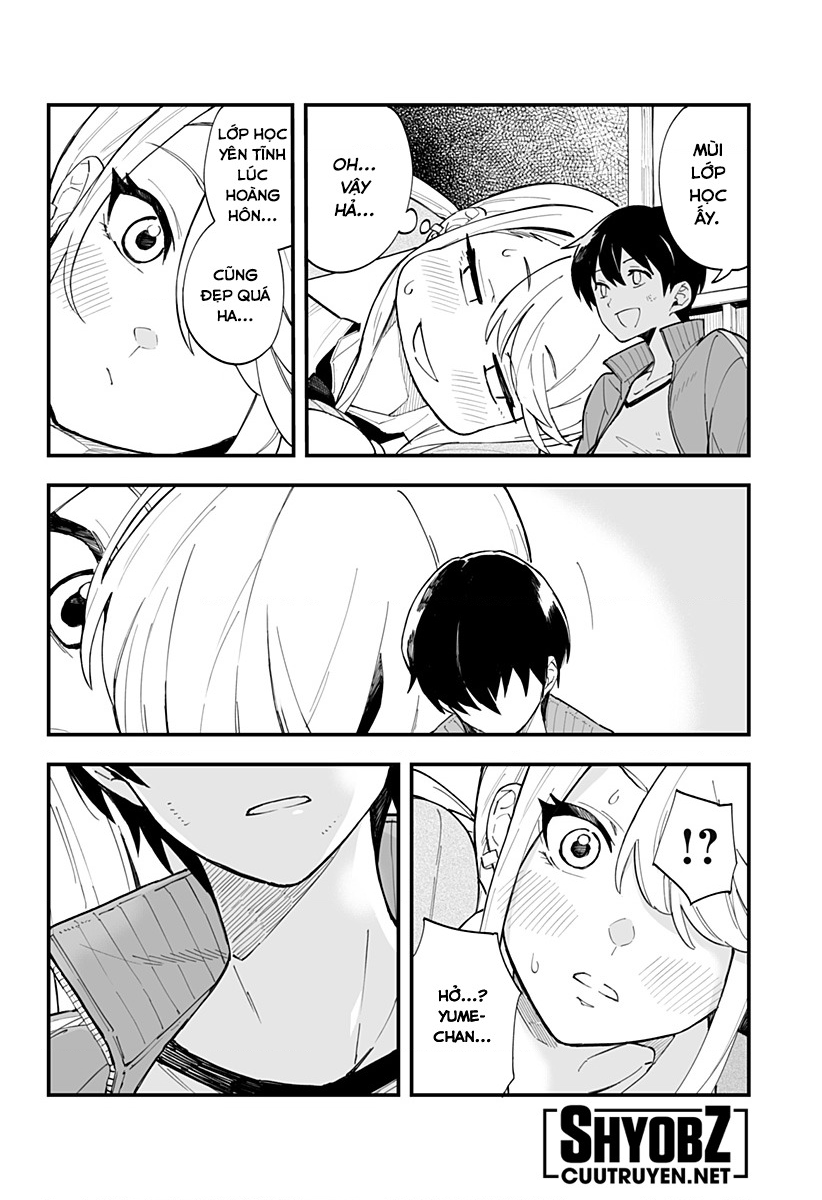 MÙI
LỚP
HỌC
ẤY.
OH...
VẬY
HẢ...
LỚP HỌC
YÊN TĨNH
LÚC
HOÀNG
HÔN...
CŨNG
ĐẸP QUÁ
HA...
!?
HỞ...?
YUME-
CHAN...
SHYOBZ
CUUTRUYEN.NET